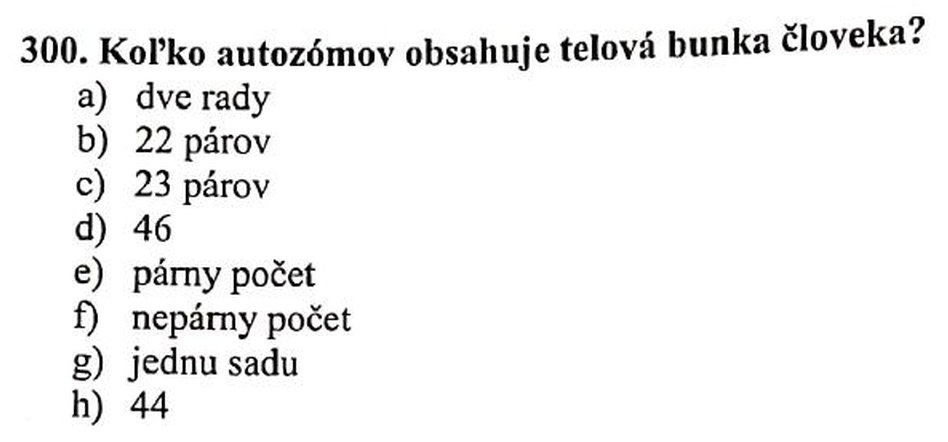 300. Koľko autozómov obsahuje telová bunka človeka?
a) dve rady
b) 22 párov
c) 23 párov
d) 46
e) párny počet
f) nepárny počet
g) jednu sadu
h) 44